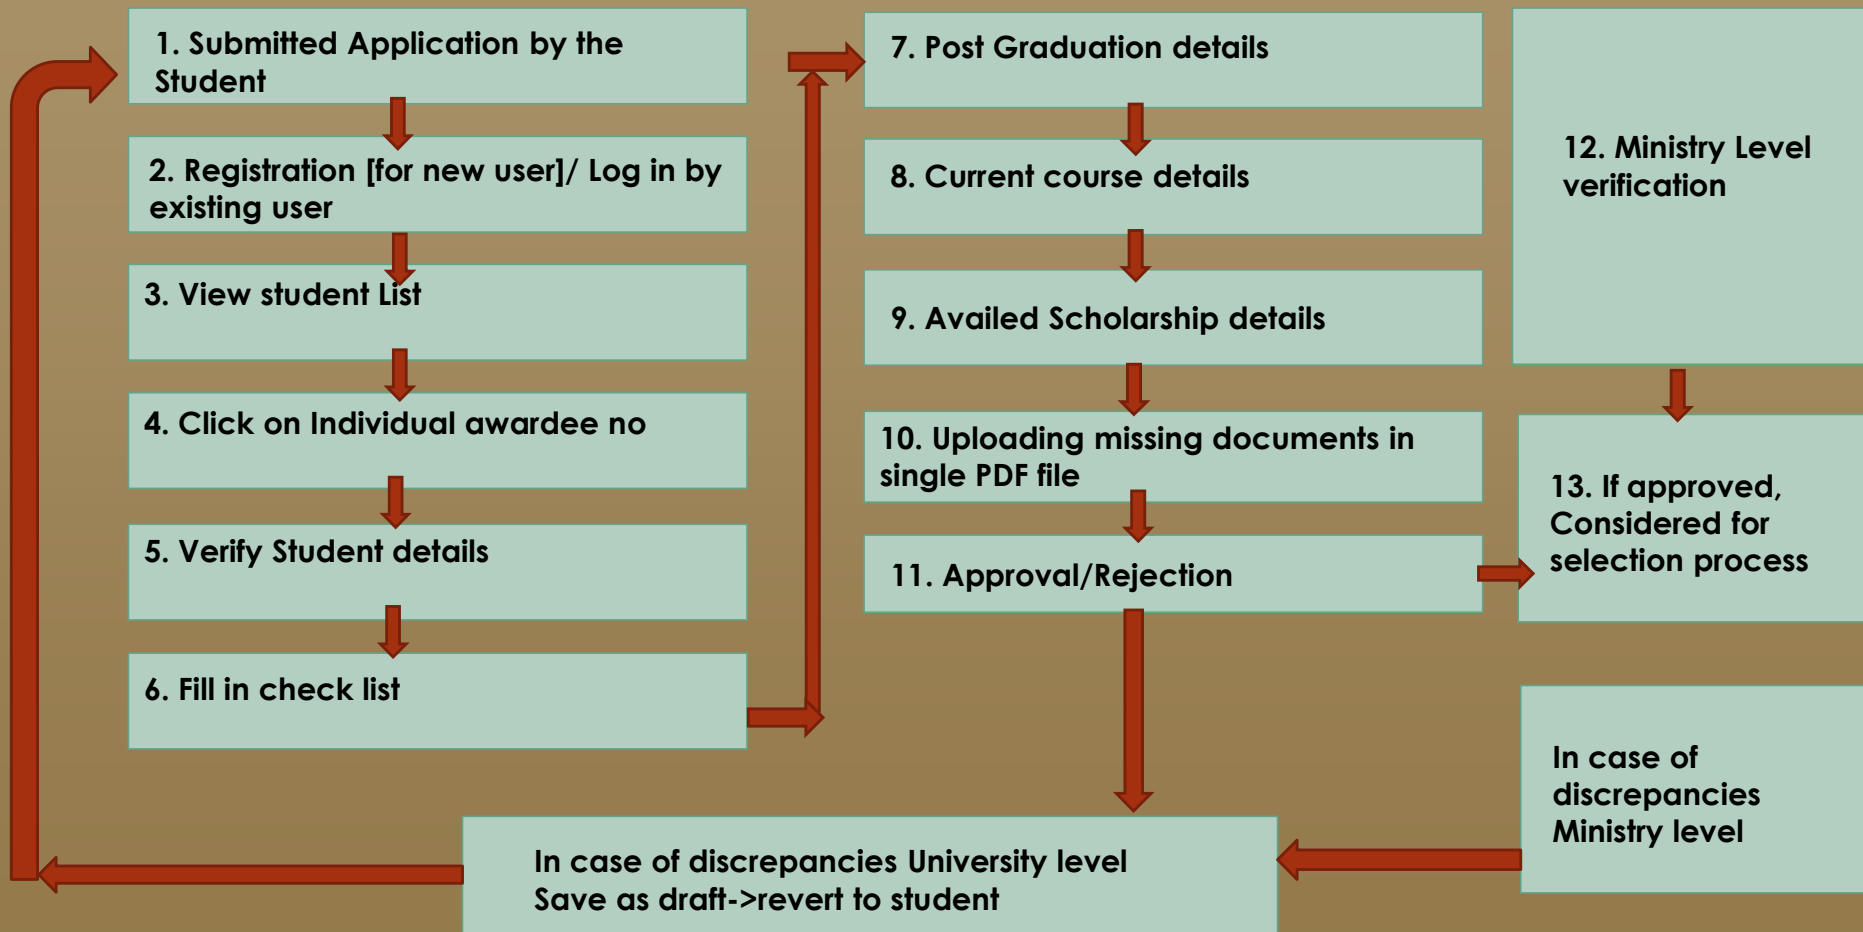 1. Submitted Application by the
Student
2. Registration [for new user]/ Log in by
existing user
3. View student List
4. Click on Individual awardee no
5. Verify Student details
6. Fill in check list
7. Post Graduation details
8. Current course details
9. Availed Scholarship details
10. Uploading missing documents in
single PDF file
11. Approval/Rejection
12. Ministry Level
verification
13. If approved,
Considered for
selection process
In case of
discrepancies
Ministry level
In case of discrepancies University level
Save as draft->revert to student